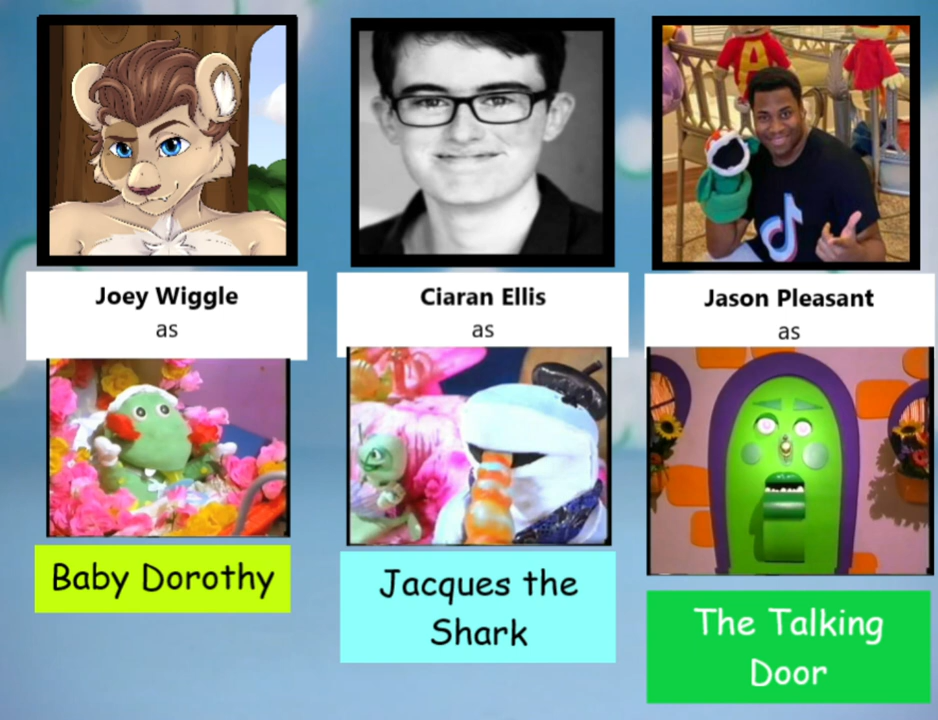 A
Joey Wiggle
as
Ciaran Ellis
as
Jason Pleasant
as
Baby Dorothy
Jacques the
Shark
The Talking
Door